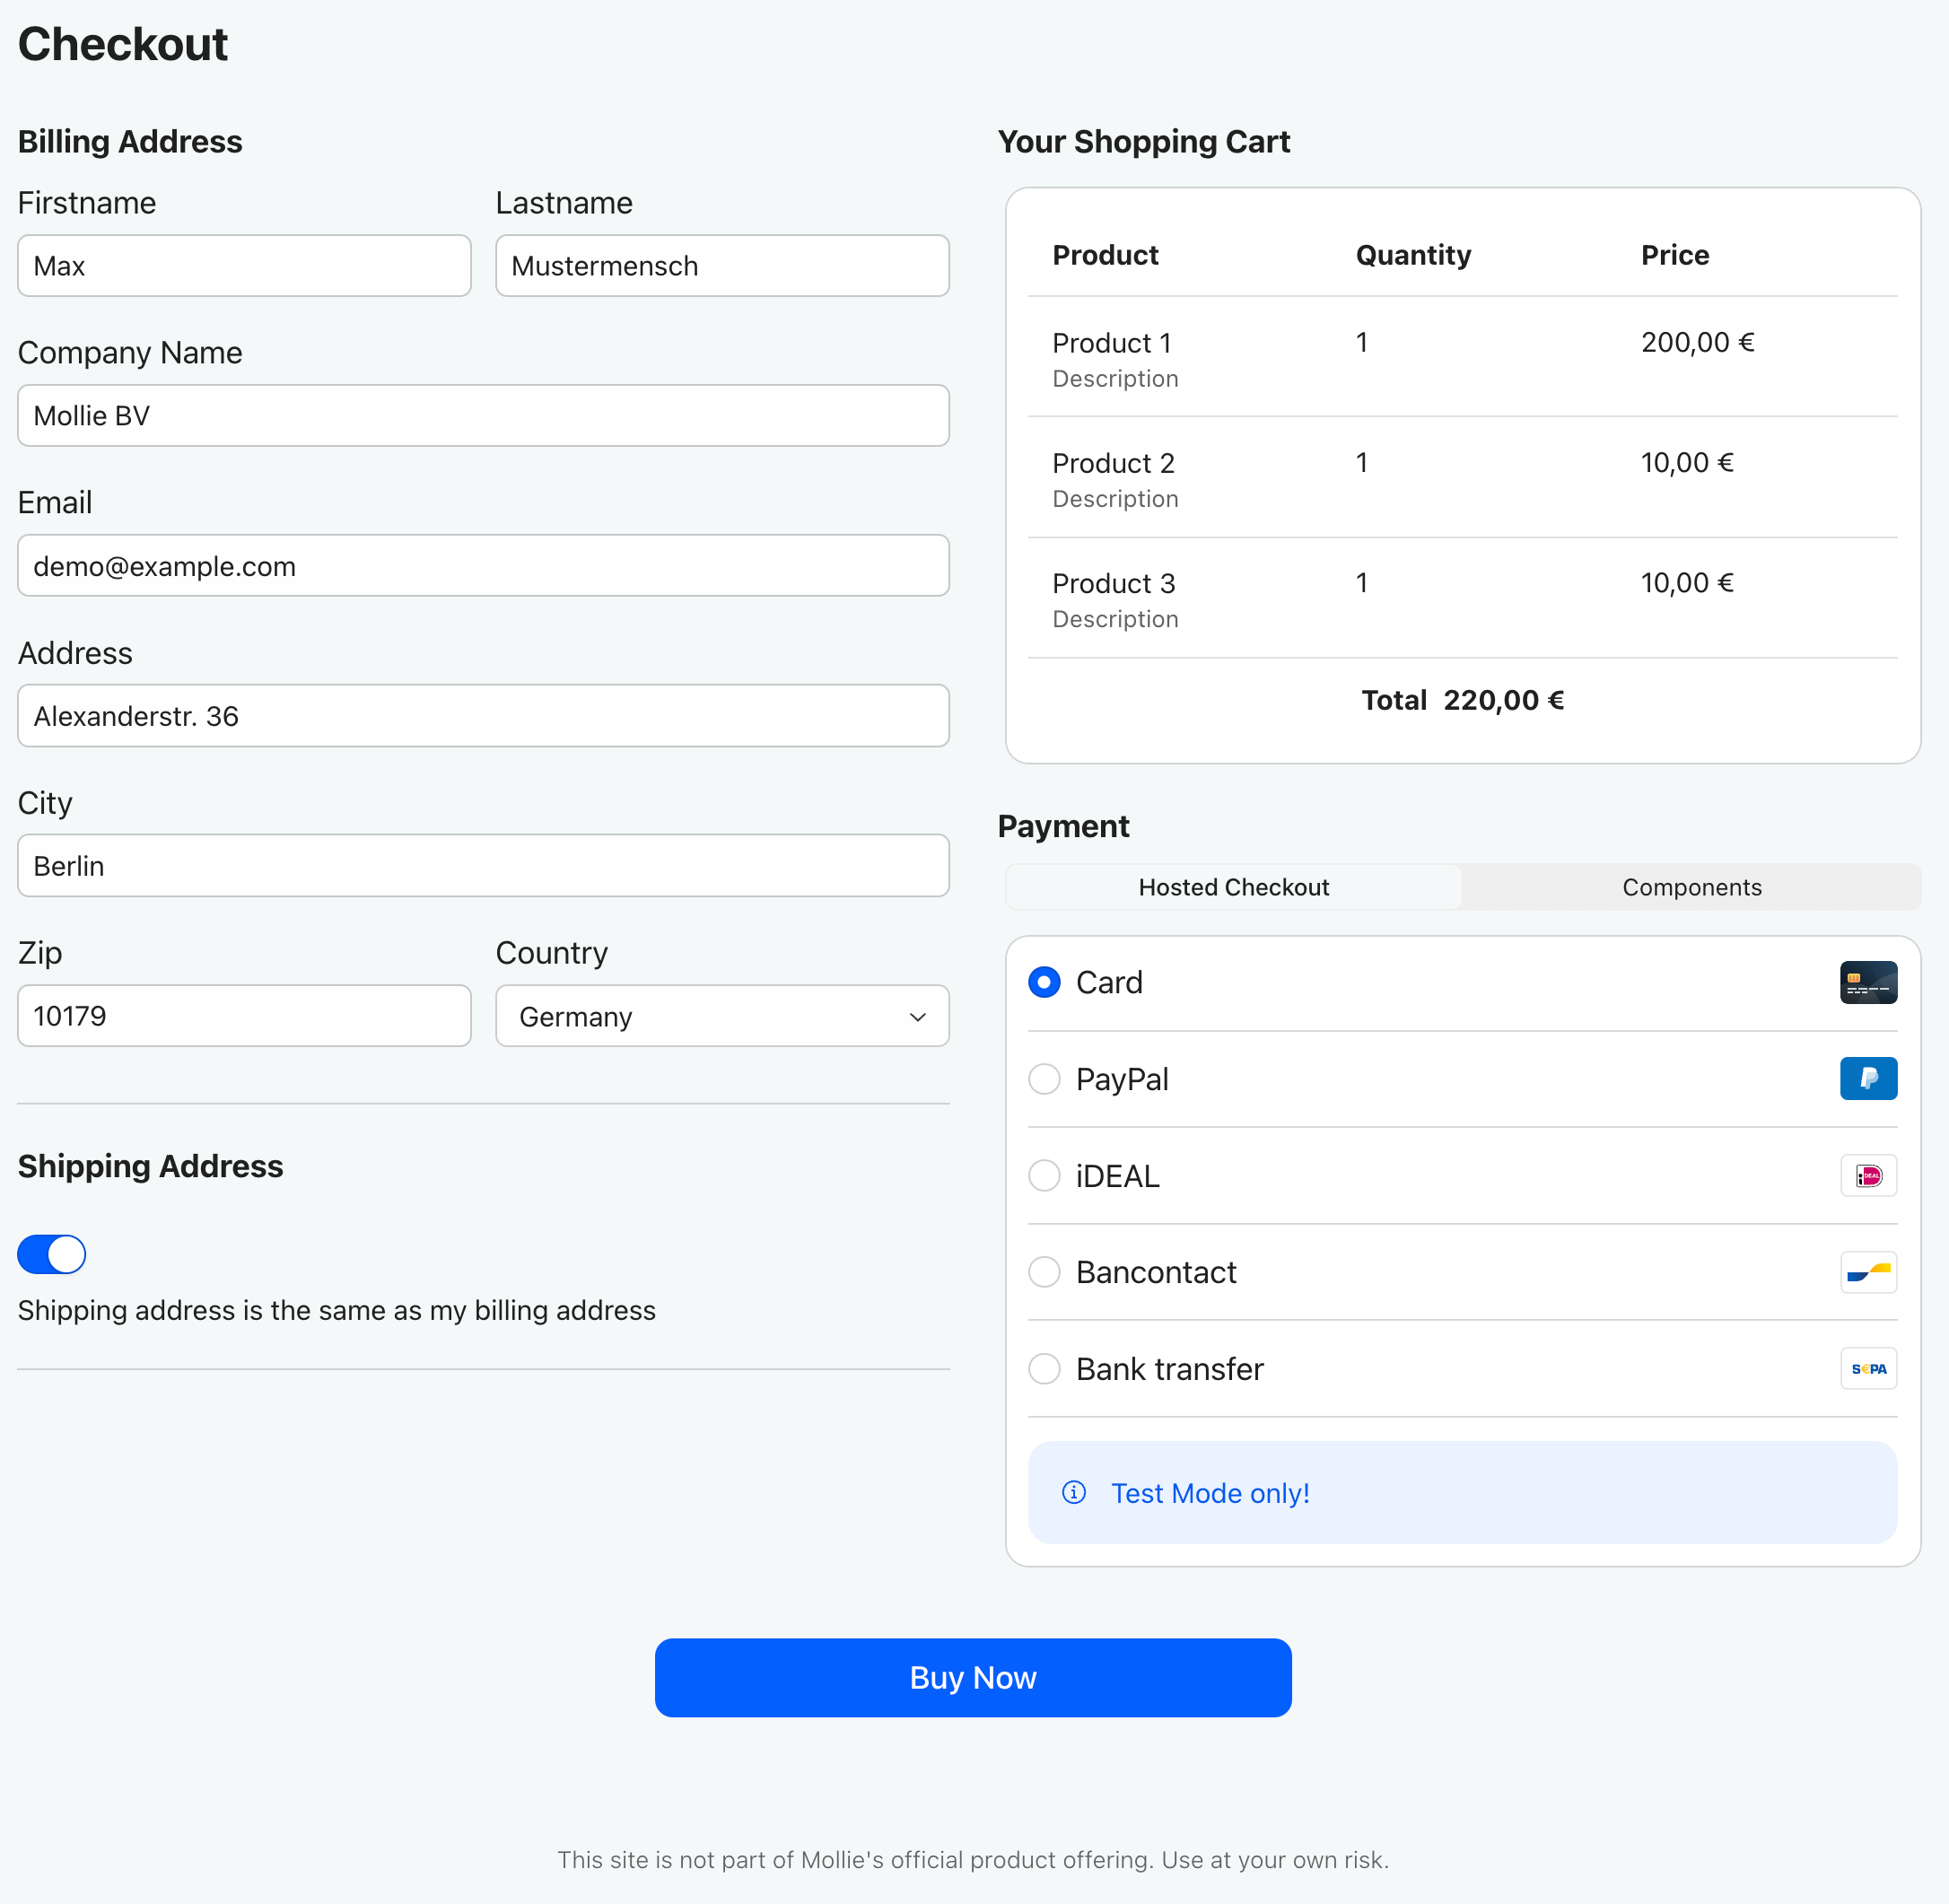 Checkout
Billing Address
Firstname Lastname
Max Mustermensch
Company Name
Mollie BV
Email
demo@example.com
Address
Alexanderstr. 36
City
Berlin
Zip Country
10179 Germany
Shipping Address
Shipping address is the same as my billing address
Your Shopping Cart
Product Quantity Price
Product 1 1 200,00 €
Description
Product 2 1 10,00 €
Description
Product 3 1 10,00 €
Description
Total 220,00 €
Payment
Hosted Checkout Components
Card
PayPal
iDEAL iDEAL
Bancontact
Bank transfer S€PA
Test Mode only!
Buy Now
This site is not part of Mollie's official product offering. Use at your own risk.